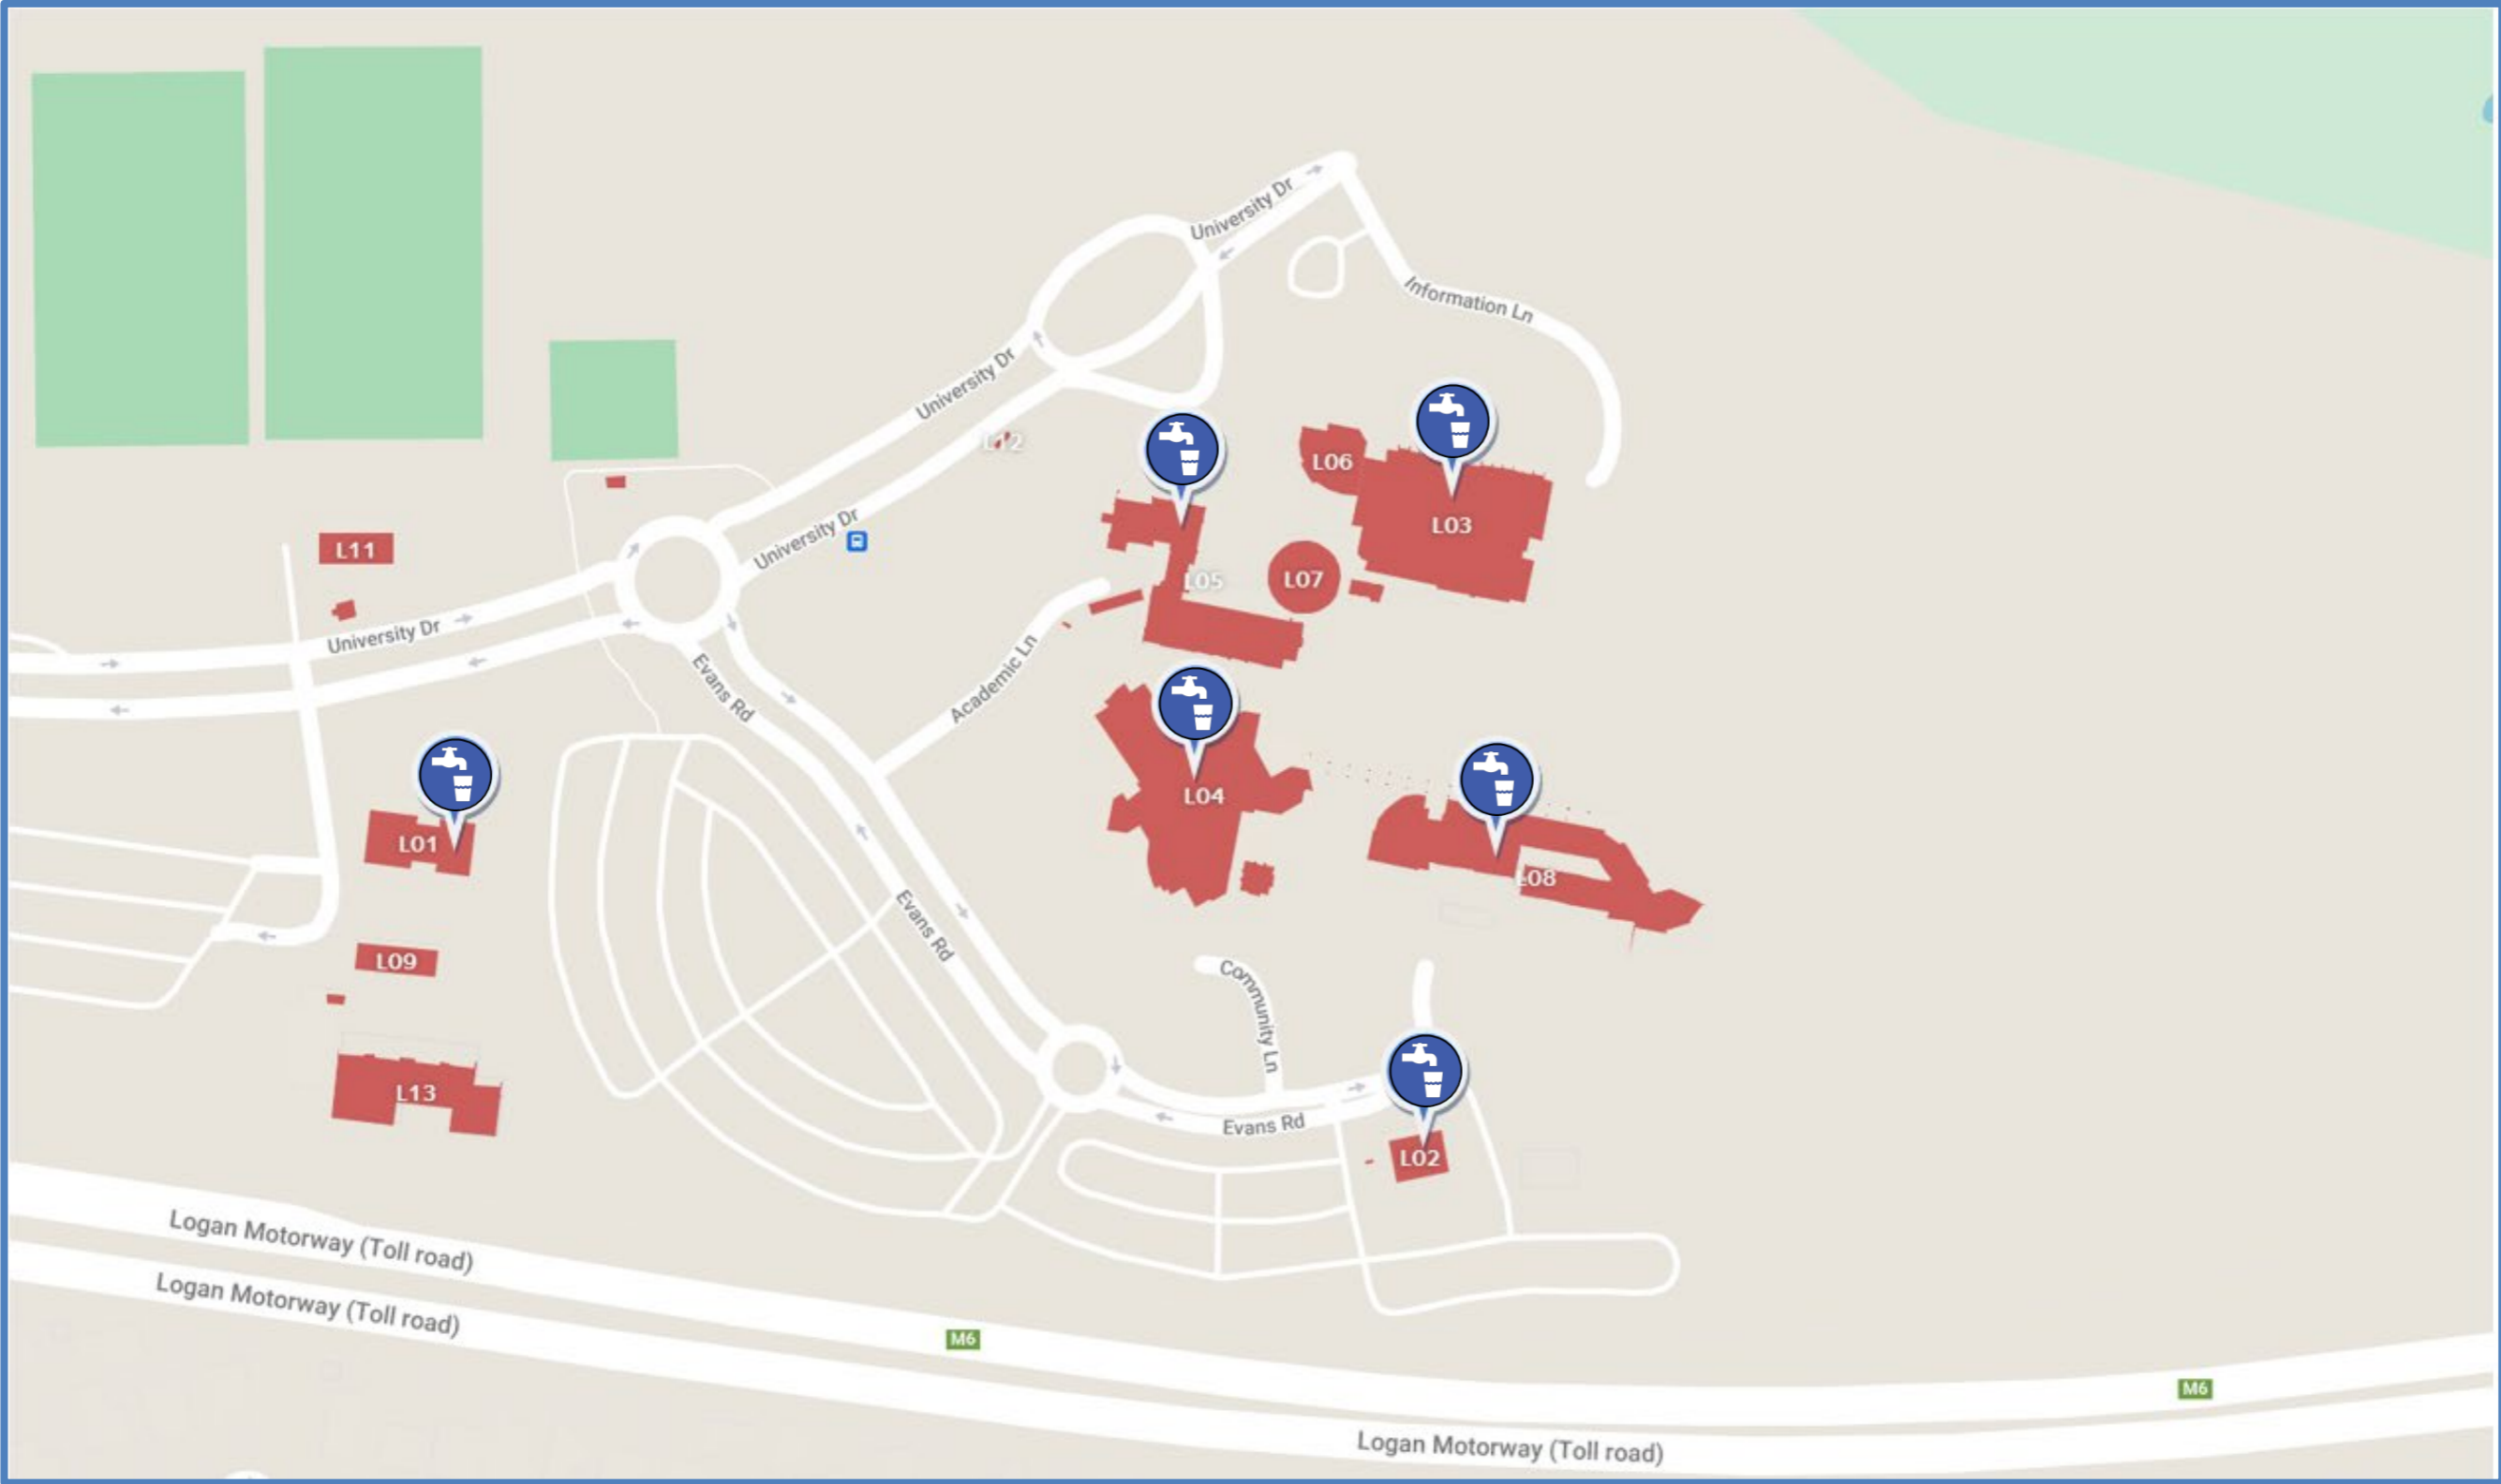 University Dr
Information Ln
University Dr
L12
L06
L03
University Dr
L11
L05
L07
University Dr
Academic Ln
Evans Rd
L04
L01
L08
Evans Rd
L09
Community Ln
L13
Evans Rd
L02
Logan Motorway (Toll road)
Logan Motorway (Toll road)
M6
M6
Logan Motorway (Toll road)